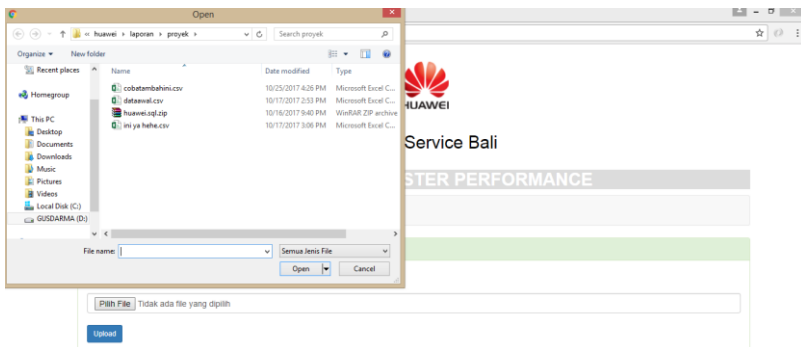 Open
« huawei › laporan › proyek ›
Search proyek
Organize
New folder
Recent places
Homegroup
This PC
Desktop
Documents
Downloads
Music
Pictures
Videos
Local Disk (C:)
GUSDARMA (D:)
Name Date modified Type
cobatambahini.csv 10/25/2017 4:26 PM Microsoft Excel C...
dataawal.csv 10/17/2017 2:53 PM Microsoft Excel C...
huawei.sql.zip 10/16/2017 9:40 PM WinRAR ZIP archive
ini ya hehe.csv 10/17/2017 3:06 PM Microsoft Excel C...
File name:
Semua Jenis File
Open
Cancel
HUAWEI
Service Bali
STER PERFORMANCE
Pilih File Tidak ada file yang dipilih
Upload